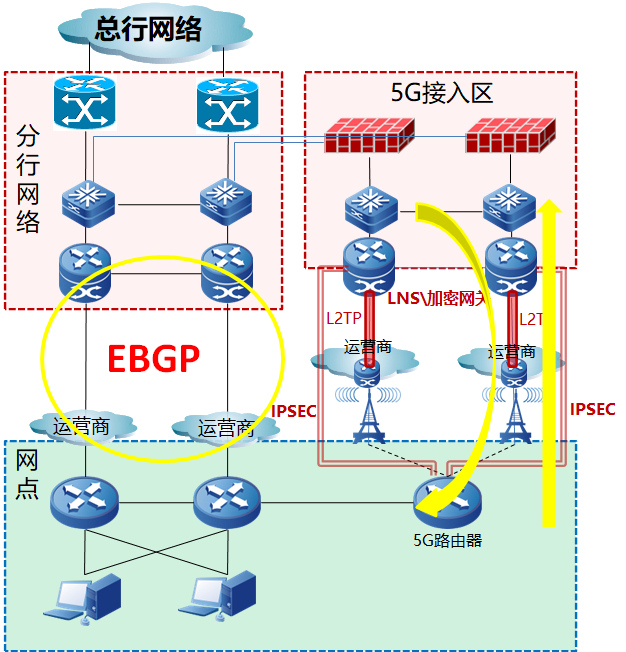 总行网络
分行网络
5G接入区
LNS\加密网关
L2TP
L2T
运营商
运营商
EBGP
IPSEC
IPSEC
运营商
运营商
网点
5G路由器